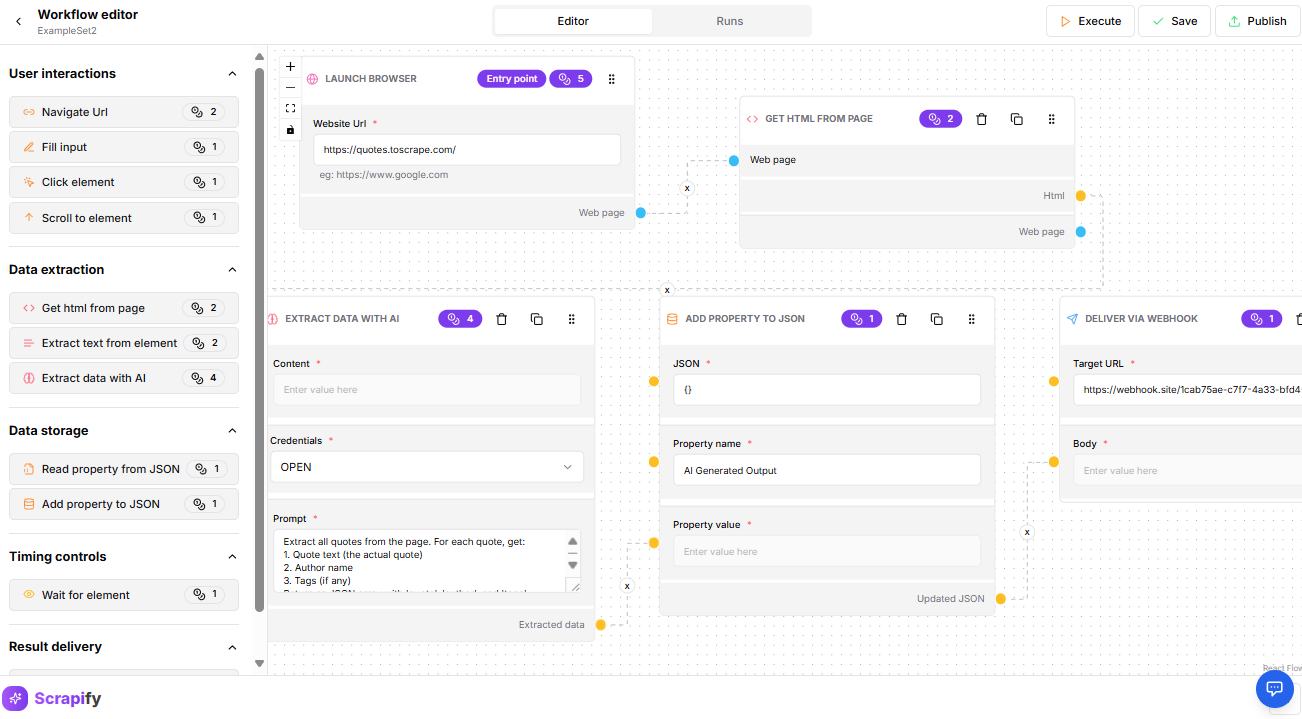 Workflow editor
ExampleSet2
Editor
Runs
Execute
Save
Publish
User interactions
Navigate Url 2
Fill input 1
Click element 1
Scroll to element 1
Data extraction
Get html from page 2
Extract text from element 2
Extract data with AI 4
Data storage
Read property from JSON 1
Add property to JSON 1
Timing controls
Wait for element 1
Result delivery
Scrapify
LAUNCH BROWSER Entry point 5
Website Url *
https://quotes.toscrape.com/
eg: https://www.google.com
Web page
x
GET HTML FROM PAGE 2
Web page
Html
Web page
x
EXTRACT DATA WITH AI 4
Content *
Enter value here
Credentials *
OPEN
Prompt *
Extract all quotes from the page. For each quote, get:
1. Quote text (the actual quote)
2. Author name
3. Tags (if any)
Extracted data
x
ADD PROPERTY TO JSON 1
JSON *
{}
Property name *
AI Generated Output
Property value *
Enter value here
Updated JSON
x
DELIVER VIA WEBHOOK 1
Target URL *
https://webhook.site/1cab75ae-c7f7-4a33-bfd4
Body *
Enter value here
React Flow